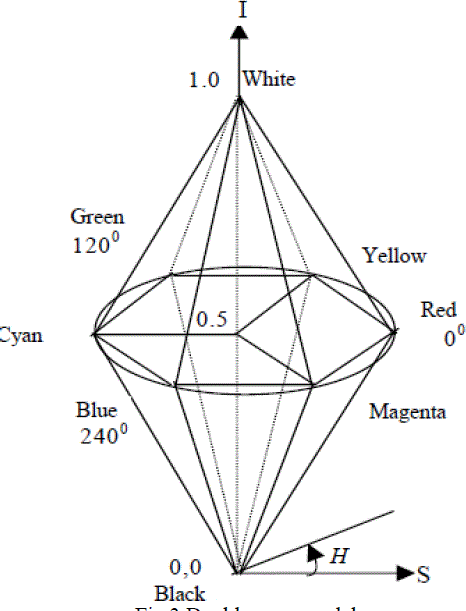 I
1.0 White
Green
120⁰
Yellow
0.5
Red
0⁰
Cyan
Blue
240⁰
Magenta
H
0,0
S
Black